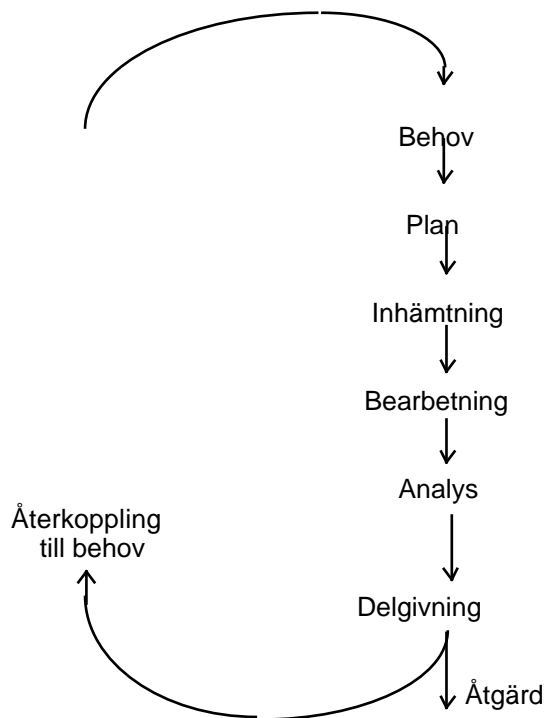 Behov
Plan
Inhämtning
Bearbetning
Analys
Återkoppling
till behov
Delgivning
Åtgärd